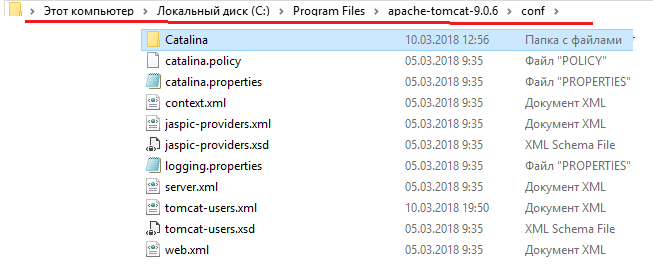 Этот компьютер > Локальный диск (C:) > Program Files > apache-tomcat-9.0.6 > conf >
Catalina 10.03.2018 12:56 Папка с файлами
catalina.policy 05.03.2018 9:35 Файл "POLICY"
catalina.properties 05.03.2018 9:35 Файл "PROPERTIES"
context.xml 05.03.2018 9:35 Документ XML
jaspic-providers.xml 05.03.2018 9:35 Документ XML
jaspic-providers.xsd 05.03.2018 9:35 XML Schema File
logging.properties 05.03.2018 9:35 Файл "PROPERTIES"
server.xml 05.03.2018 9:35 Документ XML
tomcat-users.xml 10.03.2018 19:50 Документ XML
tomcat-users.xsd 05.03.2018 9:35 XML Schema File
web.xml 05.03.2018 9:35 Документ XML